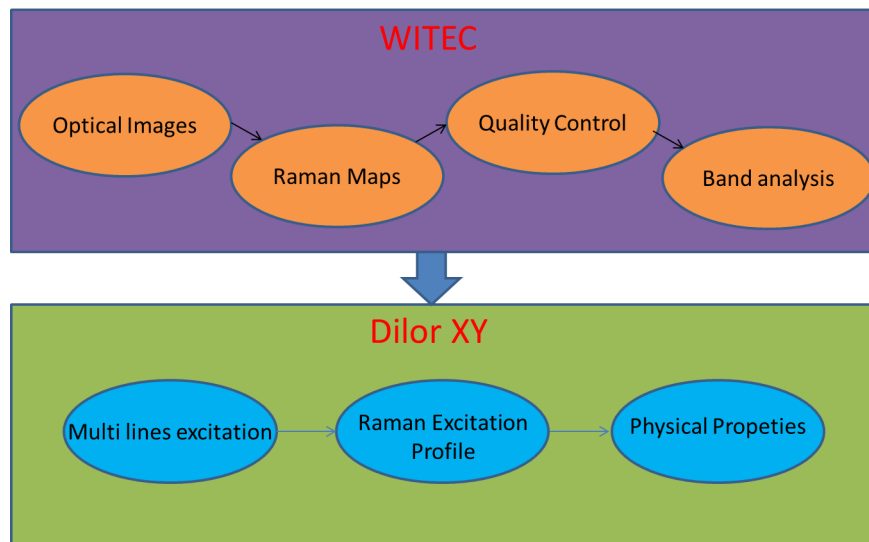 WITEC
Optical Images
Raman Maps
Quality Control
Band analysis
Dilor XY
Multi lines excitation
Raman Excitation
Profile
Physical Propeties